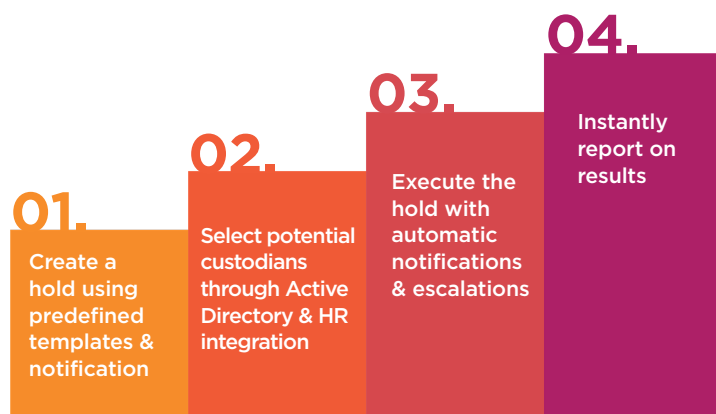 01.
Create a
hold using
predefined
templates &
notification
02.
Select potential
custodians
through Active
Directory & HR
integration
03.
Execute the
hold with
automatic
notifications
& escalations
04.
Instantly
report on
results